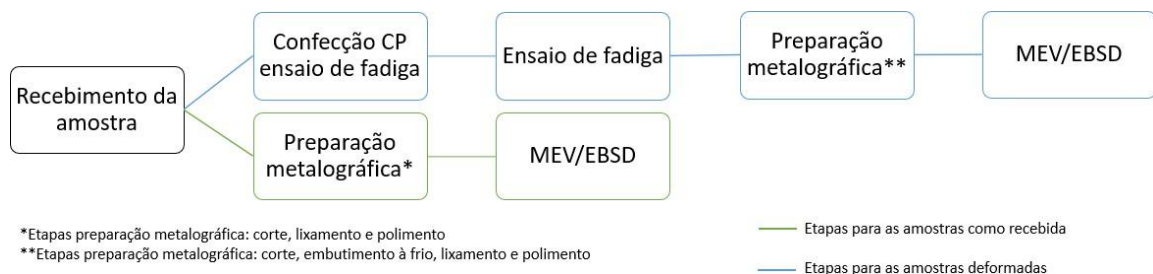 Recebimento da
amostra
Confecção CP
ensaio de fadiga
Ensaio de fadiga
Preparação
metalográfica**
MEV/EBSD
Preparação
metalográfica*
MEV/EBSD
*Etapas preparação metalográfica: corte, lixamento e polimento
**Etapas preparação metalográfica: corte, embutimento à frio, lixamento e polimento
Etapas para as amostras como recebida
Etapas para as amostras deformadas